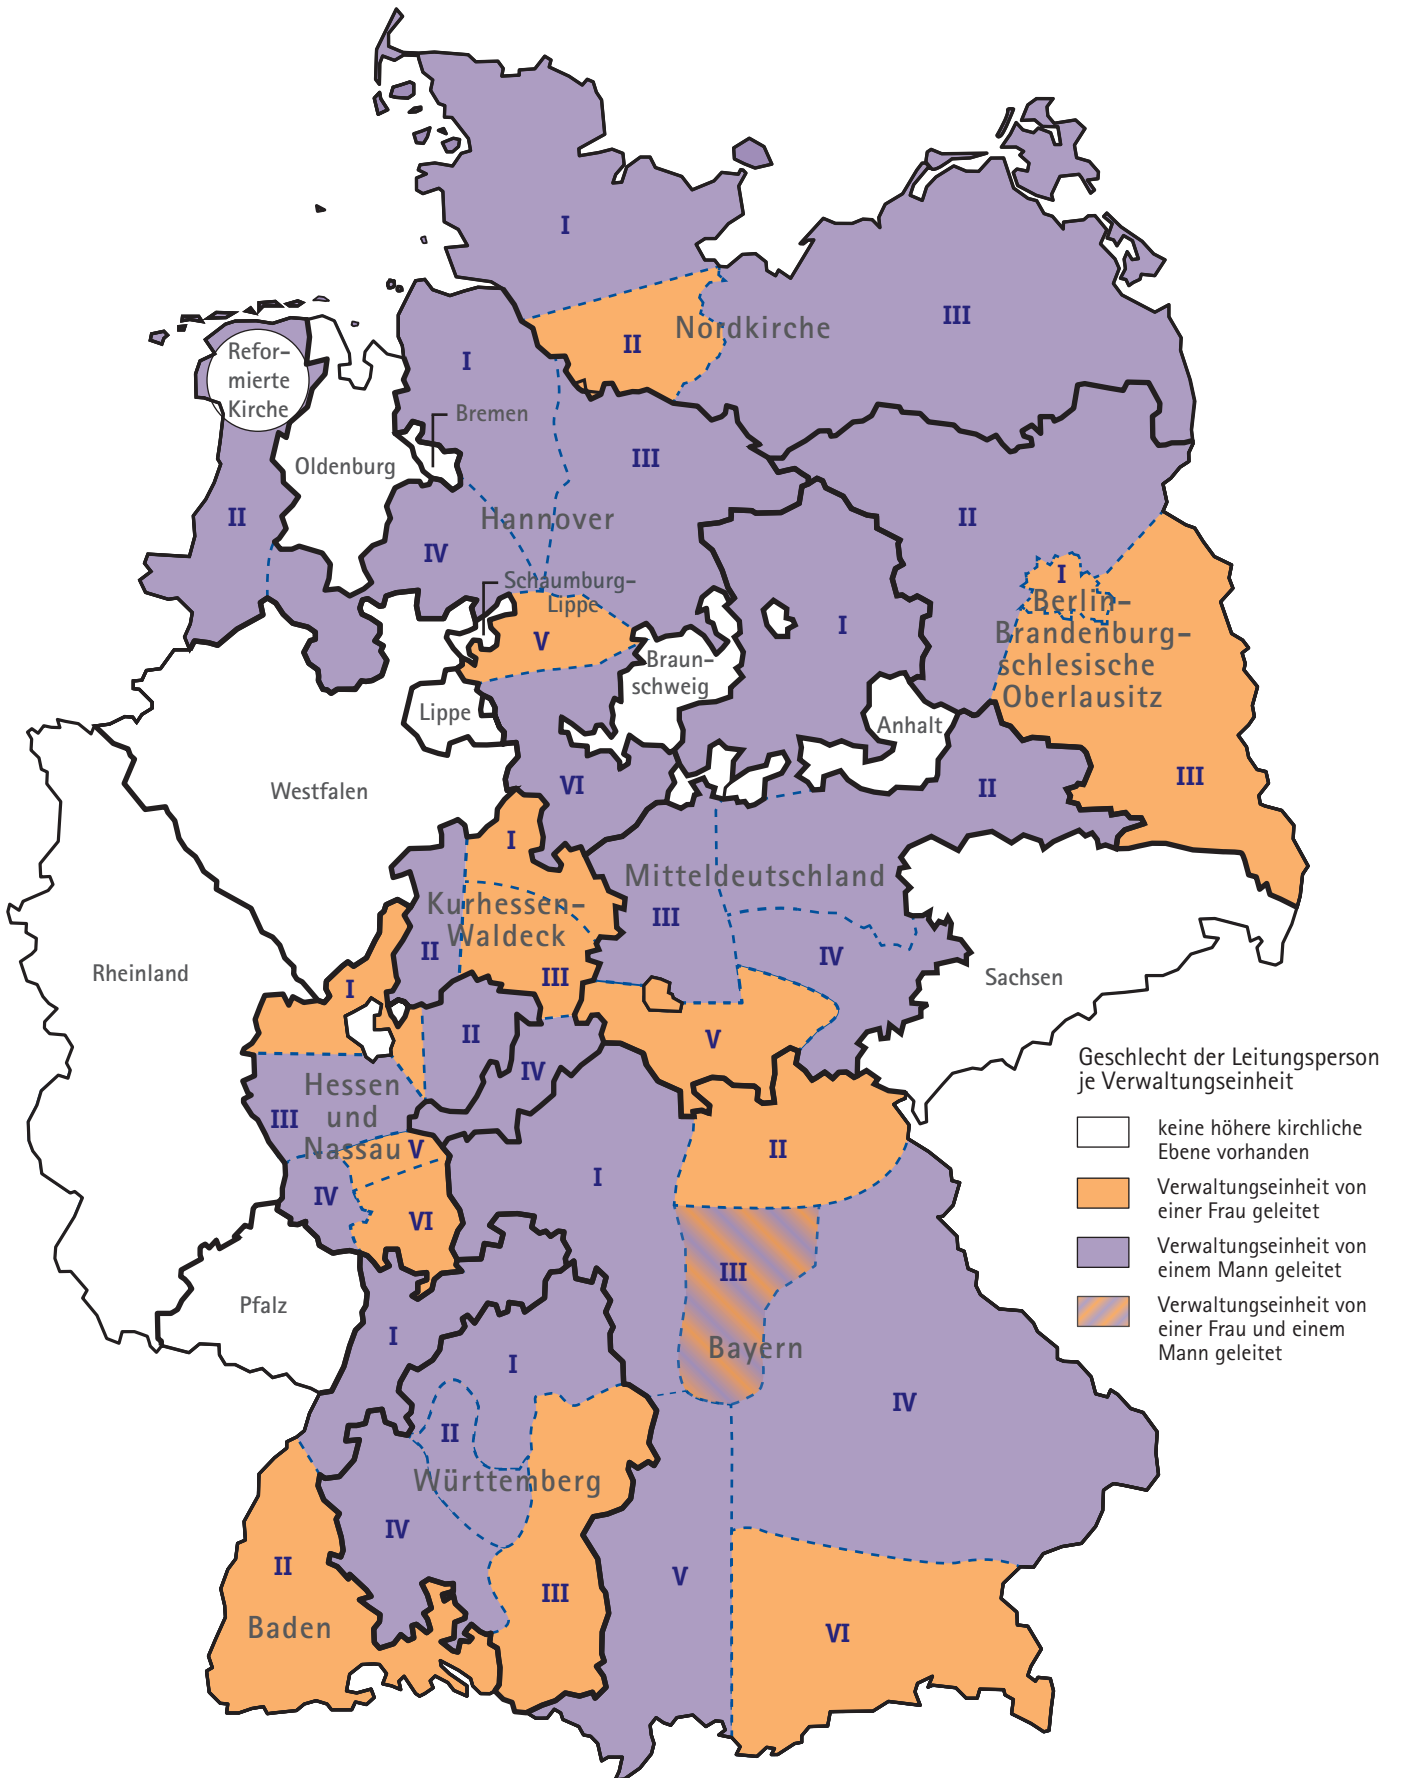 I
III
II
Nordkirche
Refor-
mierte
Kirche
I
Bremen
Oldenburg
III
II
Hannover
IV
II
Schaumburg-
Lippe
V
I
I
Berlin-
Brandenburg-
schlesische
Oberlausitz
Braun-
schweig
Lippe
Anhalt
Westfalen
VI
II
III
I
Mitteldeutschland
Kurhessen-
Waldeck
III
II
IV
III
Rheinland
Sachsen
I
II
V
IV
Hessen
und
Nassau
III
V
IV
VI
II
I
III
Pfalz
Bayern
I
I
IV
II
Württemberg
IV
II
III
V
Baden
VI
Geschlecht der Leitungsperson
je Verwaltungseinheit
keine höhere kirchliche
Ebene vorhanden
Verwaltungseinheit von
einer Frau geleitet
Verwaltungseinheit von
einem Mann geleitet
Verwaltungseinheit von
einer Frau und einem
Mann geleitet